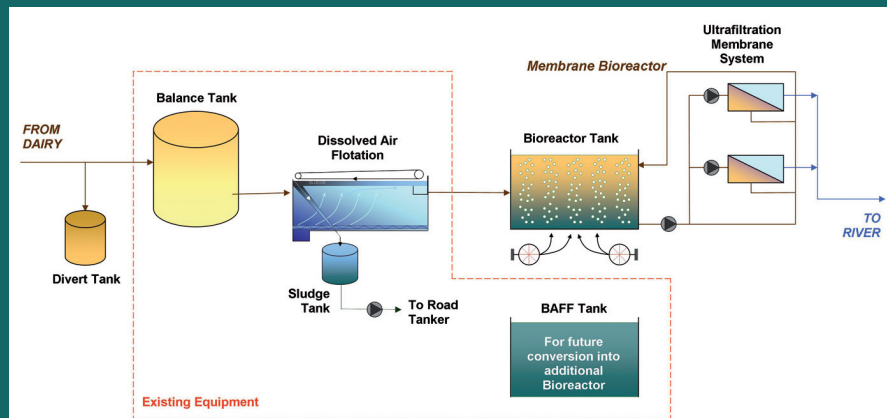 Ultrafiltration
Membrane
System
Membrane Bioreactor
Balance Tank
FROM
DAIRY
Dissolved Air
Flotation
Bioreactor Tank
TO
RIVER
Divert Tank
Sludge
Tank
To Road
Tanker
BAFF Tank
For future
conversion into
additional
Bioreactor
Existing Equipment